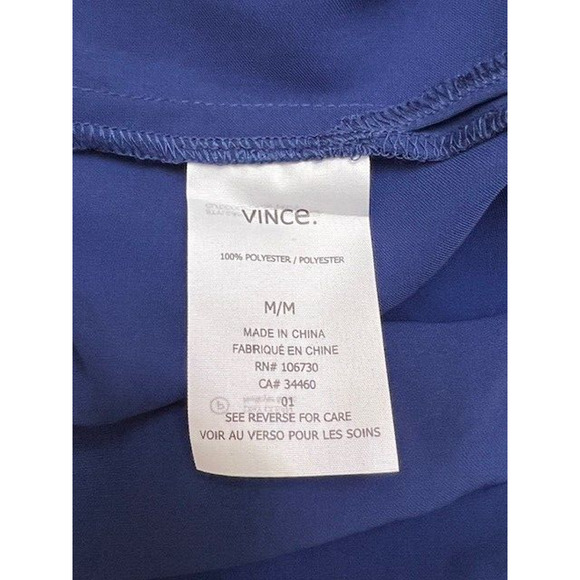 VINCE.
100% POLYESTER / POLYESTER
M/M
MADE IN CHINA
FABRIQUÉ EN CHINE
RN# 106730
CA# 34460
01
SEE REVERSE FOR CARE
VOIR AU VERSO POUR LES SOINS